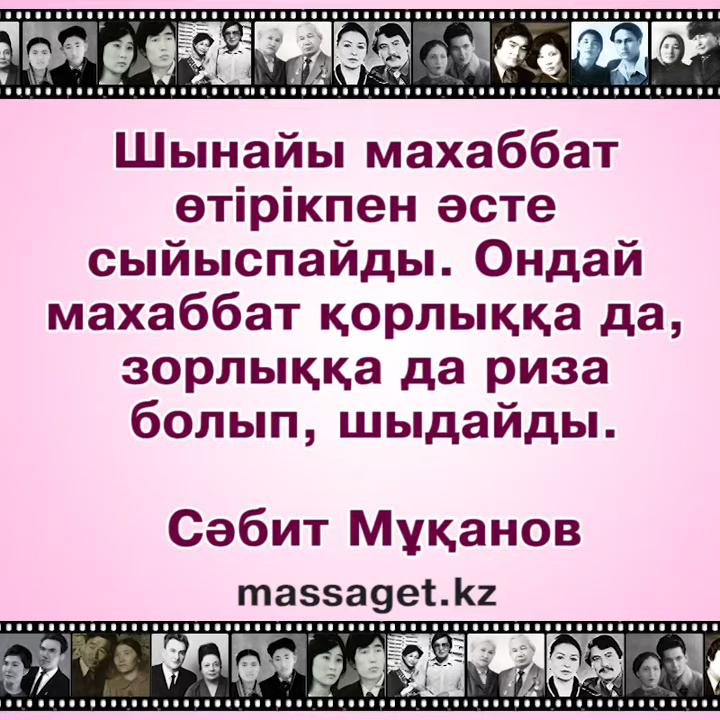 Шынайы махаббат
өтірікпен әсте
сыйыспайды. Ондай
махаббат қорлыққа да,
зорлыққа да риза
болып, шыдайды.
Сәбит Мұқанов
massaget.kz